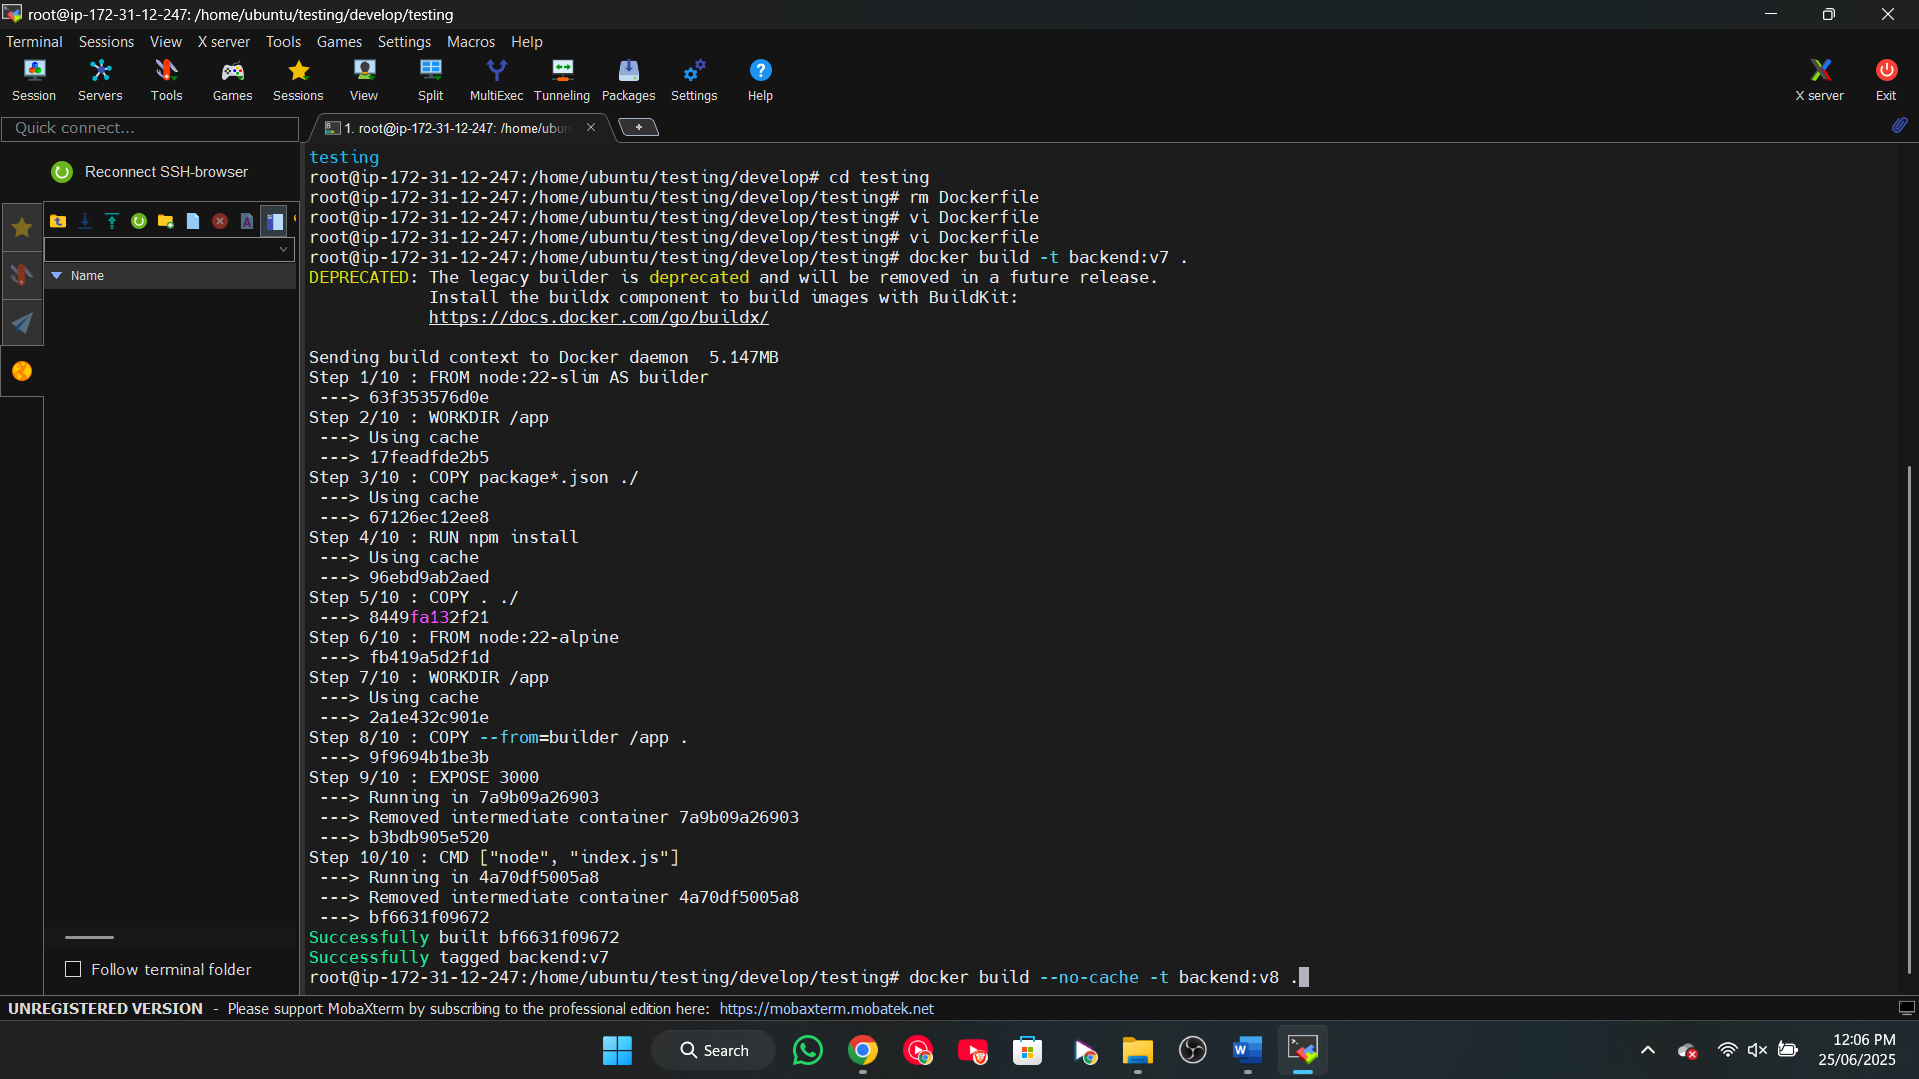 root@ip-172-31-12-247: /home/ubuntu/testing/develop/testing
Terminal Sessions View X server Tools Games Settings Macros Help
Session Servers Tools Games Sessions View Split MultiExec Tunneling Packages Settings Help X server Exit
Quick connect...
1. root@ip-172-31-12-247: /home/ubun
Reconnect SSH-browser
Name
testing
root@ip-172-31-12-247:/home/ubuntu/testing/develop# cd testing
root@ip-172-31-12-247:/home/ubuntu/testing/develop/testing# rm Dockerfile
root@ip-172-31-12-247:/home/ubuntu/testing/develop/testing# vi Dockerfile
root@ip-172-31-12-247:/home/ubuntu/testing/develop/testing# vi Dockerfile
root@ip-172-31-12-247:/home/ubuntu/testing/develop/testing# docker build -t backend:v7 .
DEPRECATED: The legacy builder is deprecated and will be removed in a future release.
Install the buildx component to build images with BuildKit:
https://docs.docker.com/go/buildx/
Sending build context to Docker daemon  5.147MB
Step 1/10 : FROM node:22-slim AS builder
---> 63f353576d0e
Step 2/10 : WORKDIR /app
---> Using cache
---> 17feadfde2b5
Step 3/10 : COPY package*.json ./
---> Using cache
---> 67126ec12ee8
Step 4/10 : RUN npm install
---> Using cache
---> 96ebd9ab2aed
Step 5/10 : COPY . ./
---> 8449fa132f21
Step 6/10 : FROM node:22-alpine
---> fb419a5d2f1d
Step 7/10 : WORKDIR /app
---> Using cache
---> 2a1e432c901e
Step 8/10 : COPY --from=builder /app .
---> 9f9694b1be3b
Step 9/10 : EXPOSE 3000
---> Running in 7a9b09a26903
---> Removed intermediate container 7a9b09a26903
---> b3bdb905e520
Step 10/10 : CMD ["node", "index.js"]
---> Running in 4a70df5005a8
---> Removed intermediate container 4a70df5005a8
---> bf6631f09672
Successfully built bf6631f09672
Successfully tagged backend:v7
root@ip-172-31-12-247:/home/ubuntu/testing/develop/testing# docker build --no-cache -t backend:v8 .
Follow terminal folder
UNREGISTERED VERSION - Please support MobaXterm by subscribing to the professional edition here: https://mobaxterm.mobatek.net
Search
12:06 PM
25/06/2025